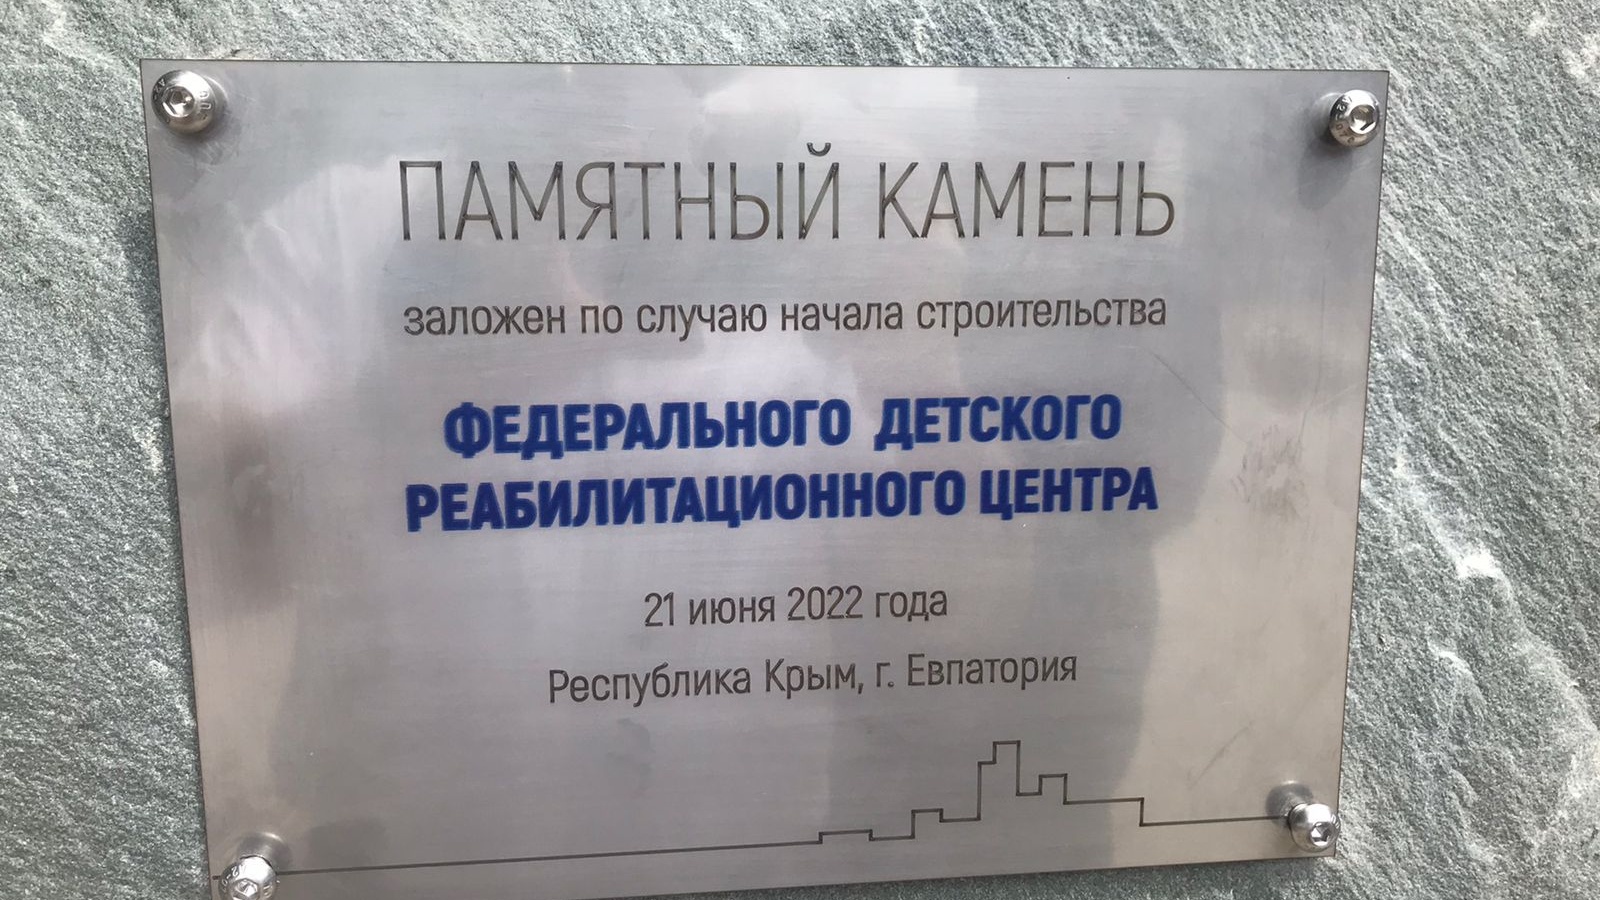 ПАМЯТНЫЙ КАМЕНЬ
заложен по случаю начала строительства
ФЕДЕРАЛЬНОГО ДЕТСКОГО
РЕАБИЛИТАЦИОННОГО ЦЕНТРА
21 июня 2022 года
Республика Крым, г. Евпатория